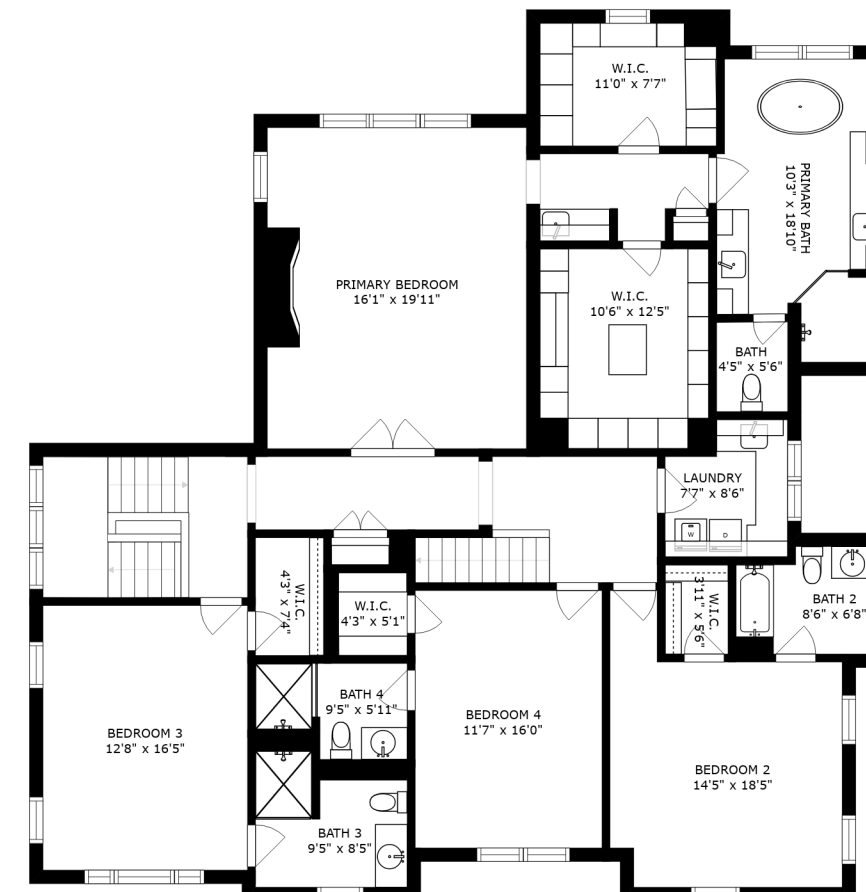 W.I.C.
11'0" x 7'7"
PRIMARY BATH
10'3" x 18'10"
PRIMARY BEDROOM
16'1" x 19'11"
W.I.C.
10'6" x 12'5"
BATH
4'5" x 5'6"
LAUNDRY
7'7" x 8'6"
W
D
W.I.C.
4'3" x 7'4"
W.I.C.
4'3" x 5'1"
W.I.C.
3'11" x 5'6"
BATH 2
8'6" x 6'8"
BATH 4
9'5" x 5'11"
BEDROOM 4
11'7" x 16'0"
BEDROOM 3
12'8" x 16'5"
BEDROOM 2
14'5" x 18'5"
BATH 3
9'5" x 8'5"